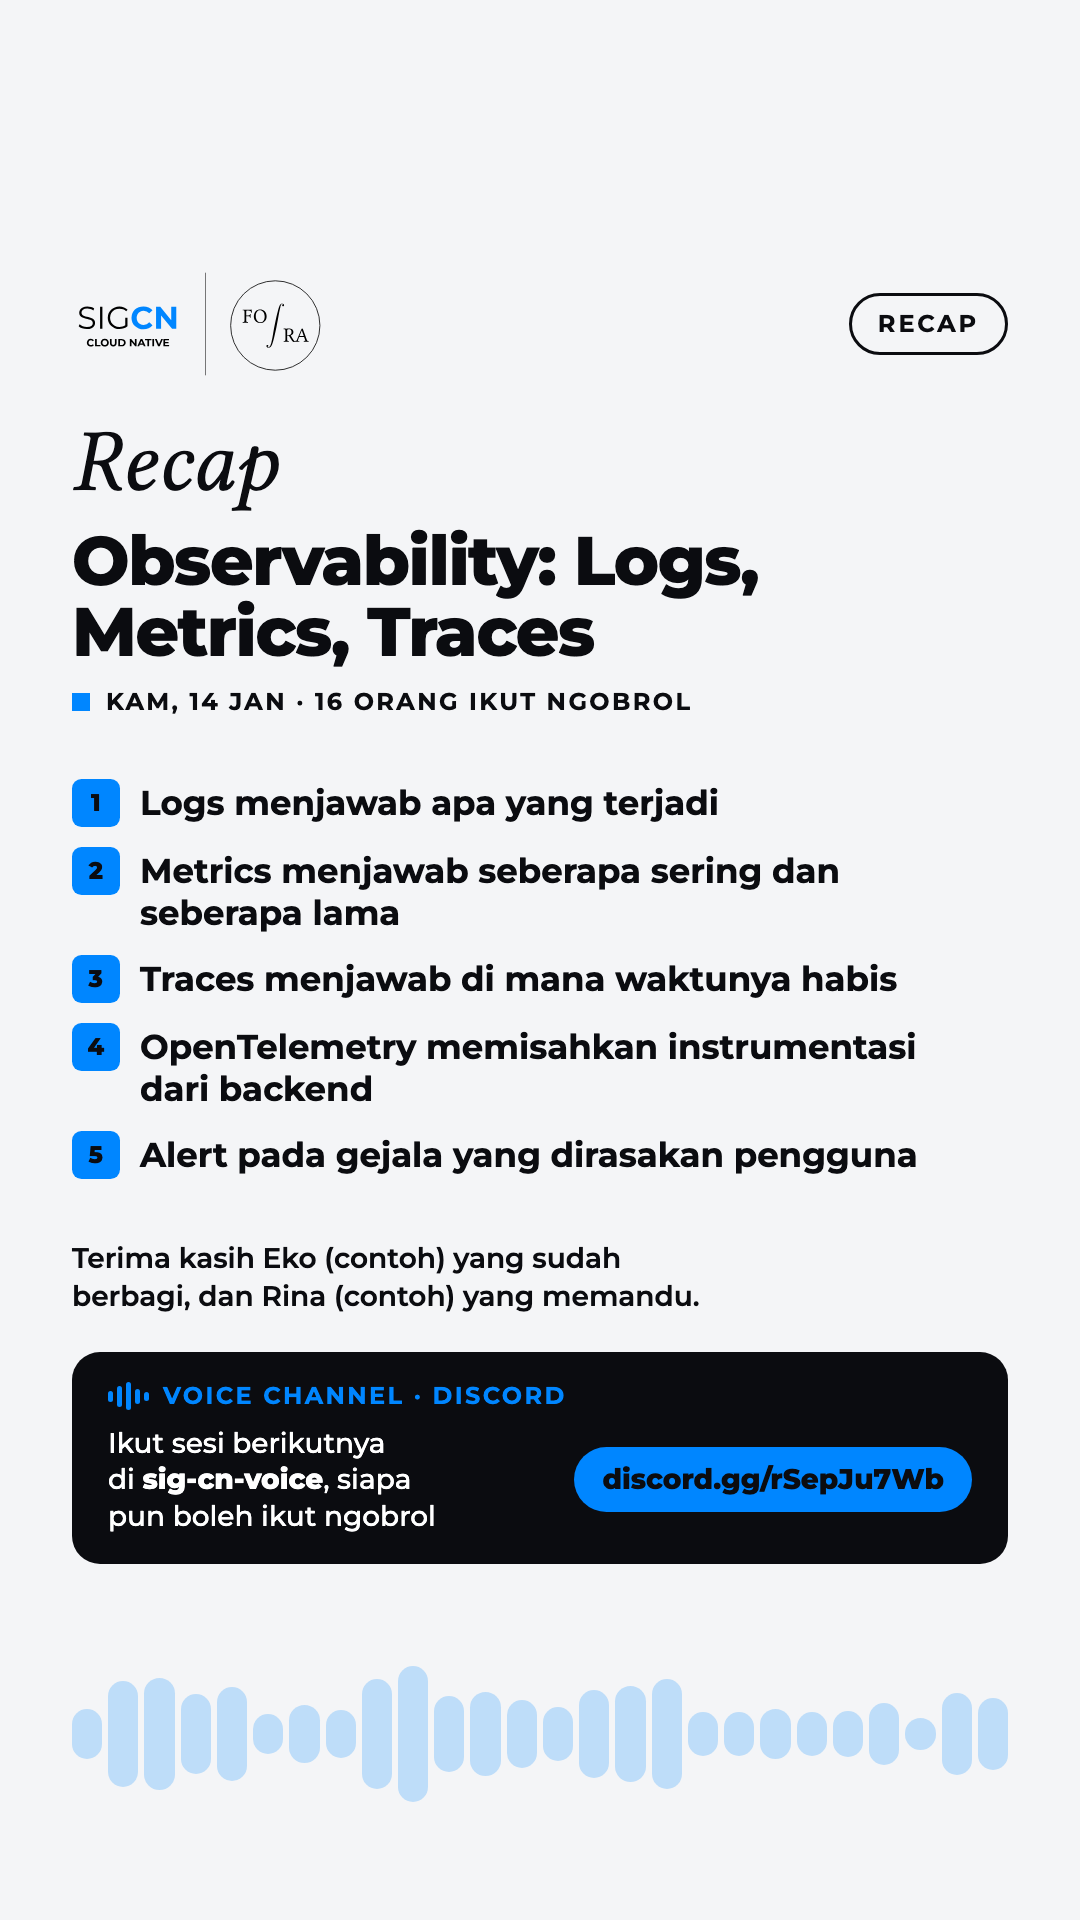 SIGCN
CLOUD NATIVE
FO
RA
RECAP
Recap
Observability: Logs,
Metrics, Traces
KAM, 14 JAN · 16 ORANG IKUT NGOBROL
1 Logs menjawab apa yang terjadi
2 Metrics menjawab seberapa sering dan
seberapa lama
3 Traces menjawab di mana waktunya habis
4 OpenTelemetry memisahkan instrumentasi
dari backend
5 Alert pada gejala yang dirasakan pengguna
Terima kasih Eko (contoh) yang sudah
berbagi, dan Rina (contoh) yang memandu.
VOICE CHANNEL · DISCORD
Ikut sesi berikutnya
di sig-cn-voice, siapa
pun boleh ikut ngobrol
discord.gg/rSepJu7Wb